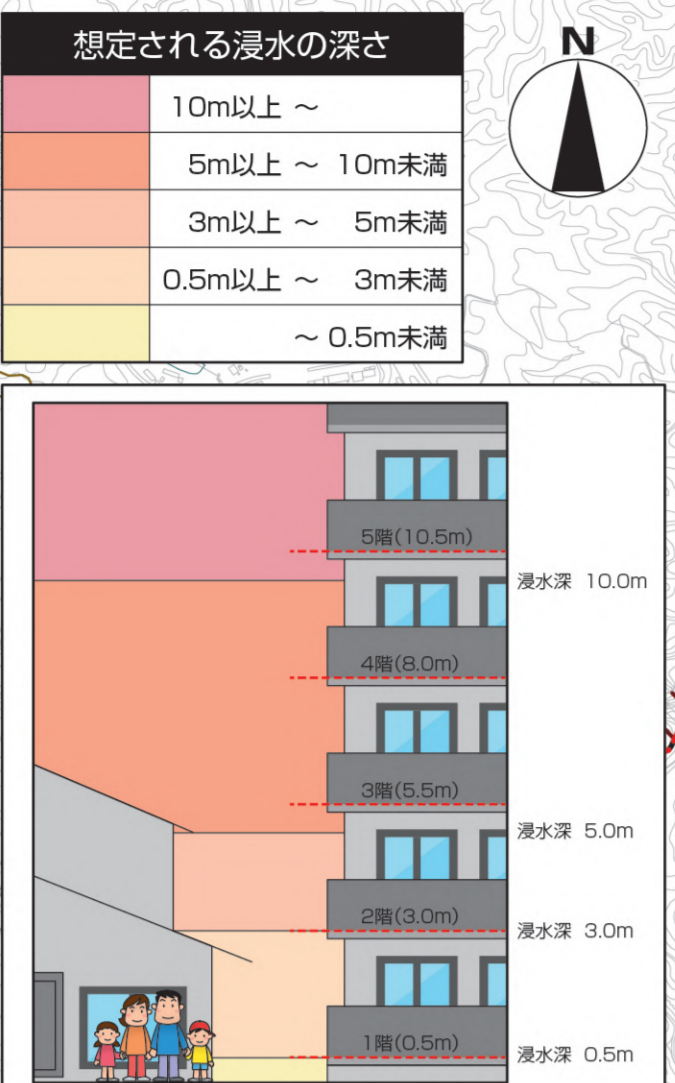 想定される浸水の深さ
N
10m以上 ～
5m以上 ～ 10m未満
3m以上 ～ 5m未満
0.5m以上 ～ 3m未満
～ 0.5m未満
5階(10.5m)
浸水深 10.0m
4階(8.0m)
3階(5.5m)
浸水深 5.0m
2階(3.0m)
浸水深 3.0m
1階(0.5m)
浸水深 0.5m